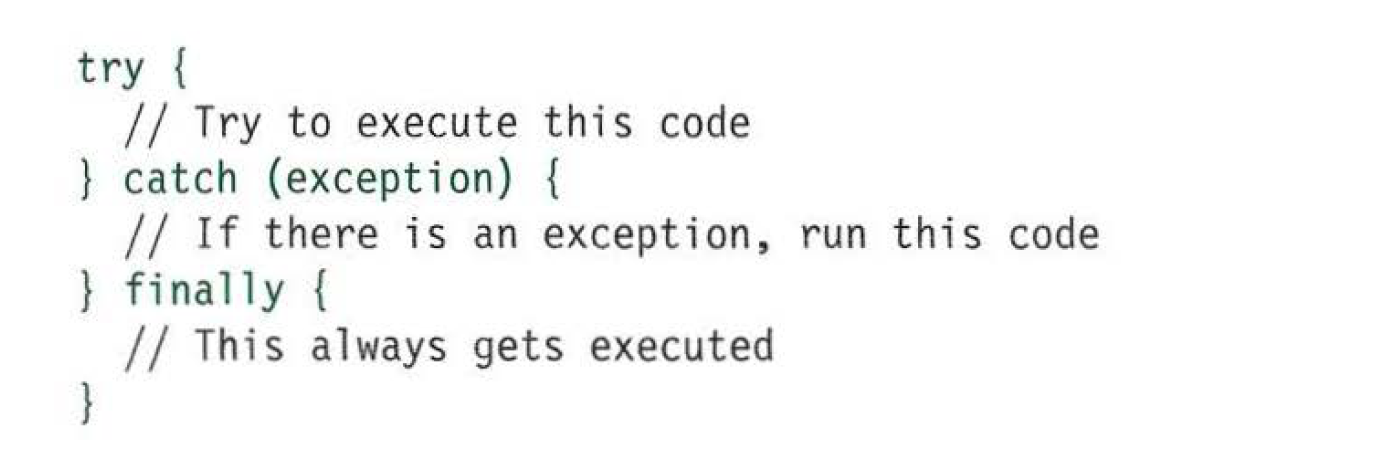 try {
  // Try to execute this code
} catch (exception) {
  // If there is an exception, run this code
} finally {
  // This always gets executed
}